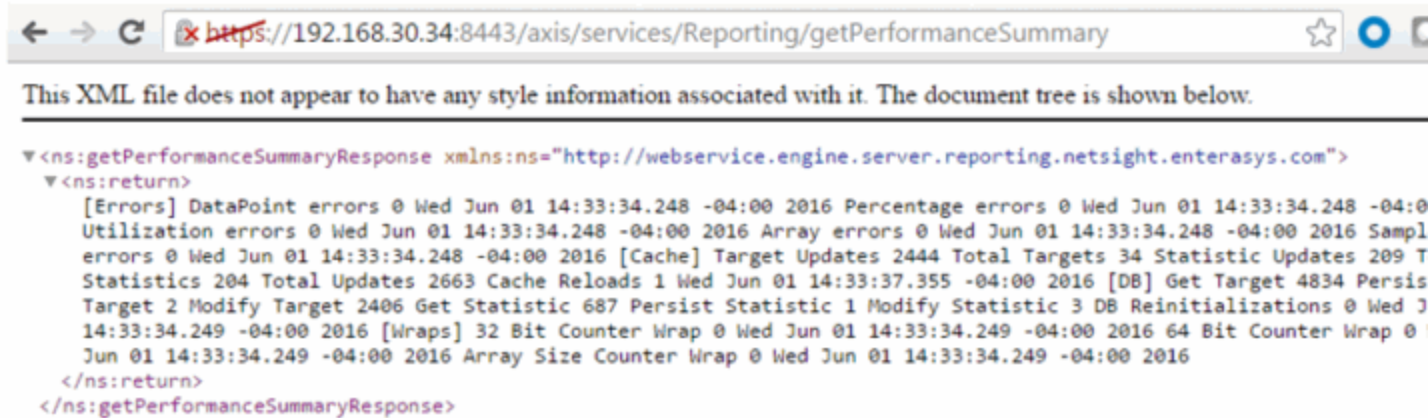 https://192.168.30.34:8443/axis/services/Reporting/getPerformanceSummary
This XML file does not appear to have any style information associated with it. The document tree is shown below.
▼<ns:getPerformanceSummaryResponse xmlns:ns="http://webservice.engine.server.reporting.netsight.enterasys.com">
▼<ns:return>
[Errors] DataPoint errors 0 Wed Jun 01 14:33:34.248 -04:00 2016 Percentage errors 0 Wed Jun 01 14:33:34.248 -04:0
Utilization errors 0 Wed Jun 01 14:33:34.248 -04:00 2016 Array errors 0 Wed Jun 01 14:33:34.248 -04:00 2016 Sampl
errors 0 Wed Jun 01 14:33:34.248 -04:00 2016 [Cache] Target Updates 2444 Total Targets 34 Statistic Updates 209 T
Statistics 204 Total Updates 2663 Cache Reloads 1 Wed Jun 01 14:33:37.355 -04:00 2016 [DB] Get Target 4834 Persis
Target 2 Modify Target 2406 Get Statistic 687 Persist Statistic 1 Modify Statistic 3 DB Reinitializations 0 Wed J
14:33:34.249 -04:00 2016 [Wraps] 32 Bit Counter Wrap 0 Wed Jun 01 14:33:34.249 -04:00 2016 64 Bit Counter Wrap 0
Jun 01 14:33:34.249 -04:00 2016 Array Size Counter Wrap 0 Wed Jun 01 14:33:34.249 -04:00 2016
</ns:return>
</ns:getPerformanceSummaryResponse>